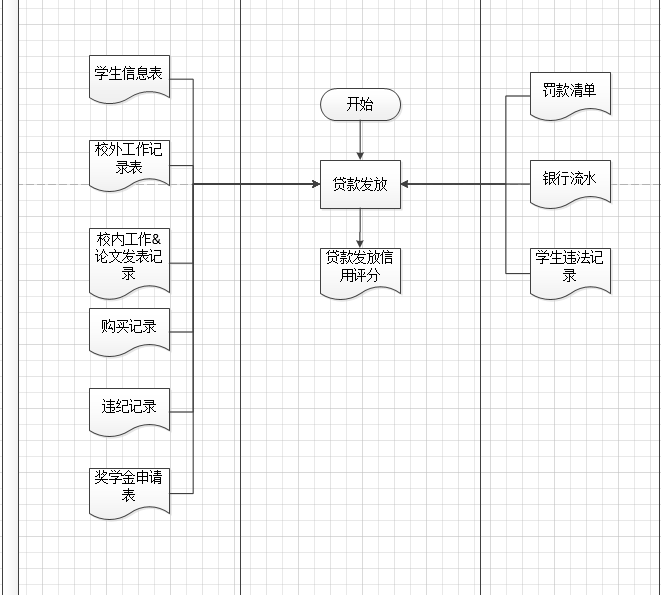 学生信息表
校外工作记
录表
校内工作&
论文发表记
录
购买记录
违纪记录
奖学金申请
表
开始
贷款发放
贷款发放信
用评分
罚款清单
银行流水
学生违法记
录